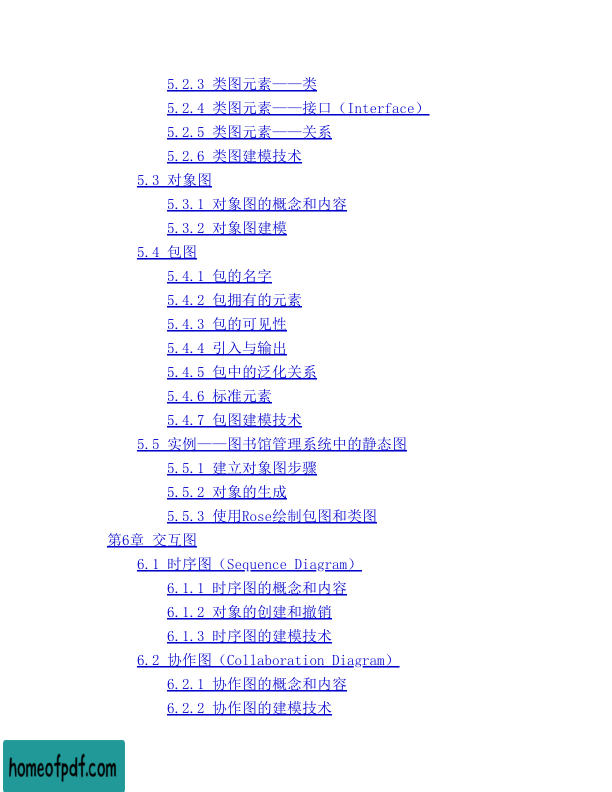 5.2.3 类图元素——类
5.2.4 类图元素——接口（Interface）
5.2.5 类图元素——关系
5.2.6 类图建模技术
5.3 对象图
5.3.1 对象图的概念和内容
5.3.2 对象图建模
5.4 包图
5.4.1 包的名字
5.4.2 包拥有的元素
5.4.3 包的可见性
5.4.4 引入与输出
5.4.5 包中的泛化关系
5.4.6 标准元素
5.4.7 包图建模技术
5.5 实例——图书馆管理系统中的静态图
5.5.1 建立对象图步骤
5.5.2 对象的生成
5.5.3 使用Rose绘制包图和类图
第6章 交互图
6.1 时序图（Sequence Diagram）
6.1.1 时序图的概念和内容
6.1.2 对象的创建和撤销
6.1.3 时序图的建模技术
6.2 协作图（Collaboration Diagram）
6.2.1 协作图的概念和内容
6.2.2 协作图的建模技术
homeofpdf.com